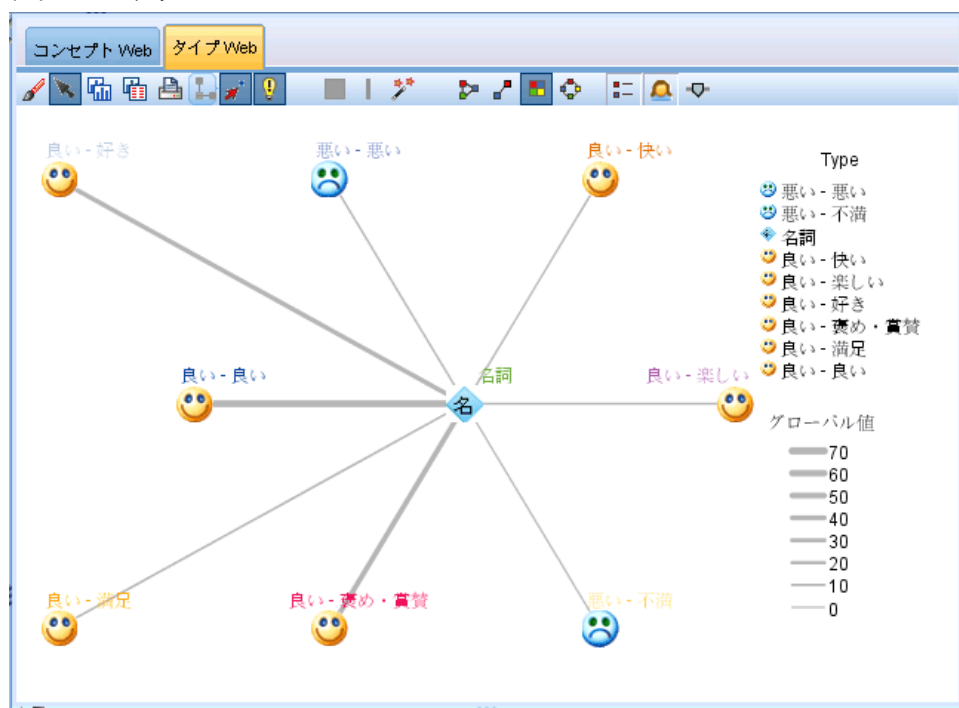 コンセプト Web
タイプ Web
良い - 好き
悪い - 悪い
良い - 快い
良い - 良い
名詞
名
良い - 楽しい
良い - 満足
良い - 褒め・賞賛
悪い - 不満
Type
悪い - 悪い
悪い - 不満
名詞
良い - 快い
良い - 楽しい
良い - 好き
良い - 褒め・賞賛
良い - 満足
良い - 良い
グローバル値
70
60
50
40
30
20
10
0